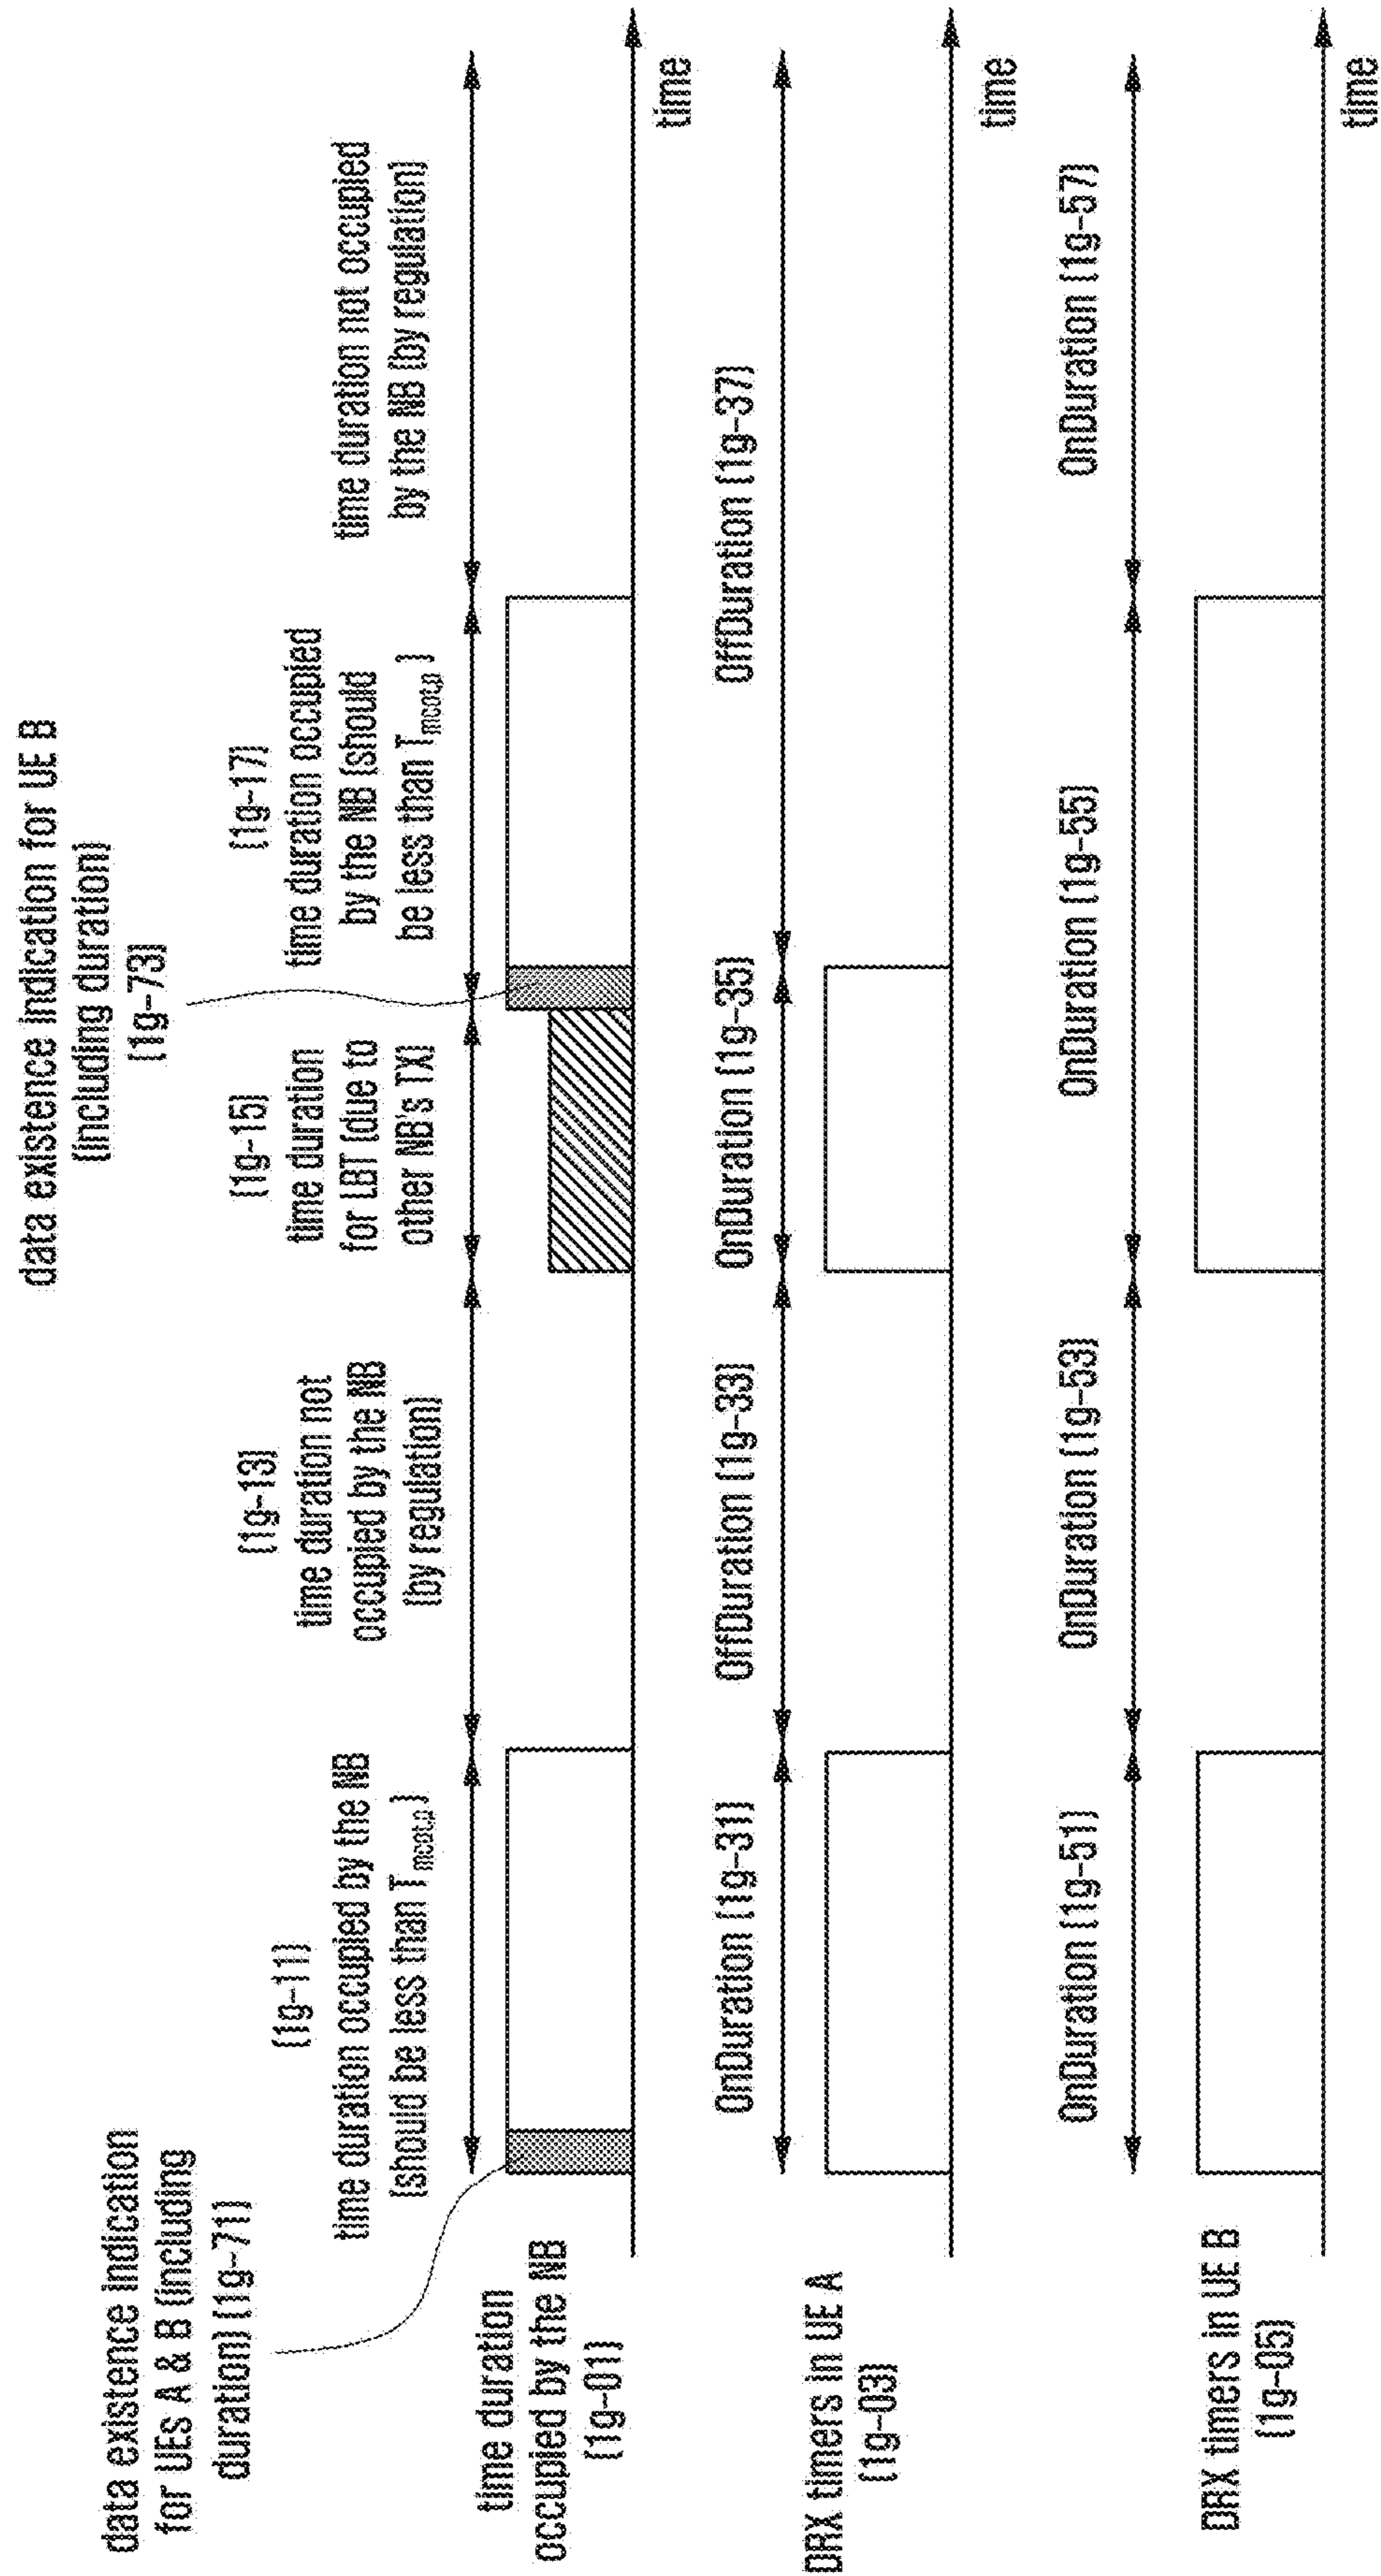 data existence indication
for UEs A & B (including
duration) (1g-71)
data existence indication for UE B
(including duration)
(1g-73)
(1g-11)
time duration occupied by the NB
(should be less than Tmcot,p)
(1g-13)
time duration not
occupied by the NB
(by regulation)
(1g-15)
time duration
for LBT (due to
other NB's TX)
(1g-17)
time duration occupied
by the NB (should
be less than Tmcot,p)
time duration not occupied
by the NB (by regulation)
time duration
occupied by the NB
(1g-01)
time
OnDuration (1g-31)
OffDuration (1g-33)
OnDuration (1g-35)
OffDuration (1g-37)
DRX timers in UE A
(1g-03)
time
OnDuration (1g-51)
OnDuration (1g-53)
OnDuration (1g-55)
OnDuration (1g-57)
DRX timers in UE B
(1g-05)
time